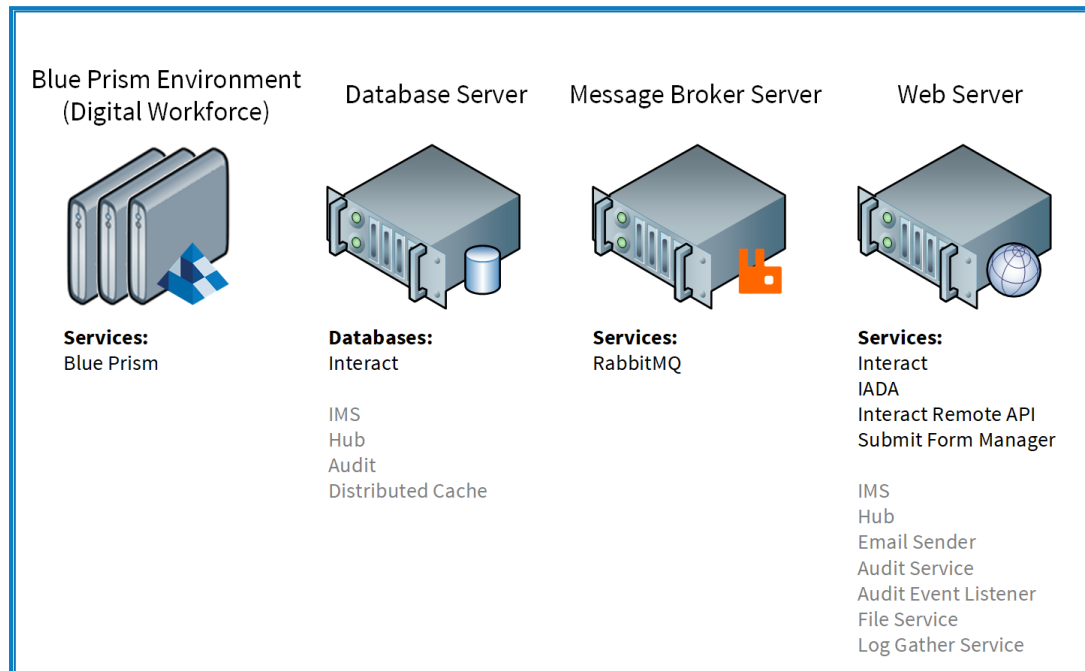 Blue Prism Environment
(Digital Workforce)
Database Server
Message Broker Server
Web Server
Services:
Blue Prism
Databases:
Interact
IMS
Hub
Audit
Distributed Cache
Services:
RabbitMQ
Services:
Interact
IADA
Interact Remote API
Submit Form Manager
IMS
Hub
Email Sender
Audit Service
Audit Event Listener
File Service
Log Gather Service